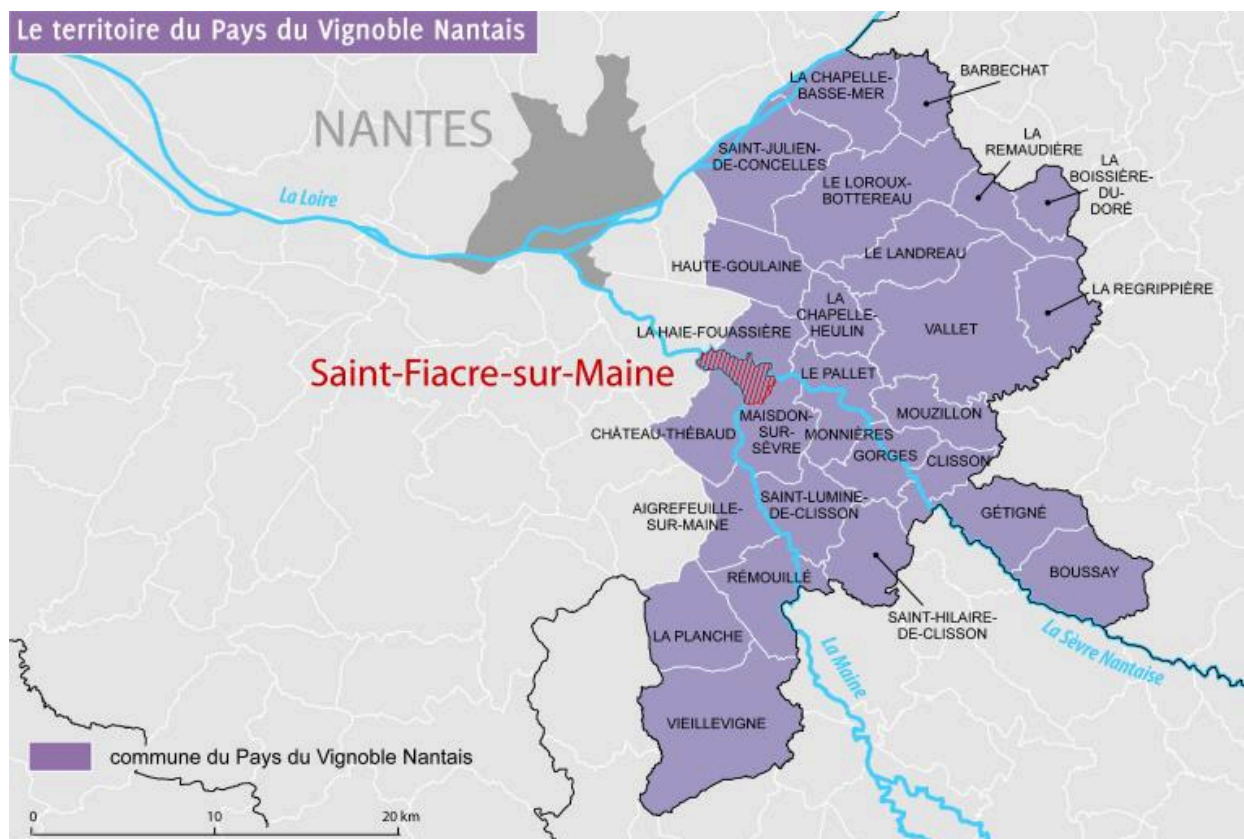 Le territoire du Pays du Vignoble Nantais
NANTES
La Loire
LA CHAPELLE-
BASSE-MER
BARBECHAT
SAINT-JULIEN-
DE-CONCELLES
LA
REMAUDIÈRE
LA
BOISSIÈRE-
DU-
DORÉ
LE LOROUX-
BOTTEREAU
LE LANDREAU
HAUTE-GOULAINE
LA REGRIPPIÈRE
LA
CHAPELLE-
HEULIN
VALLET
LA HAIE-FOUASSIÈRE
Saint-Fiacre-sur-Maine
LE PALLET
MOUZILLON
MAISDON-
SUR-
SÈVRE
CHÂTEAU-THÉBAUD
MONNIÈRES
GORGES
CLISSON
SAINT-LUMINE-
DE-CLISSON
AIGREFEUILLE-
SUR-MAINE
GÉTIGNÉ
BOUSSAY
RÉMOUILLÉ
SAINT-HILAIRE-
DE-CLISSON
LA PLANCHE
La Maine
La Sèvre Nantaise
VIEILLEVIGNE
commune du Pays du Vignoble Nantais
0 10 20 km